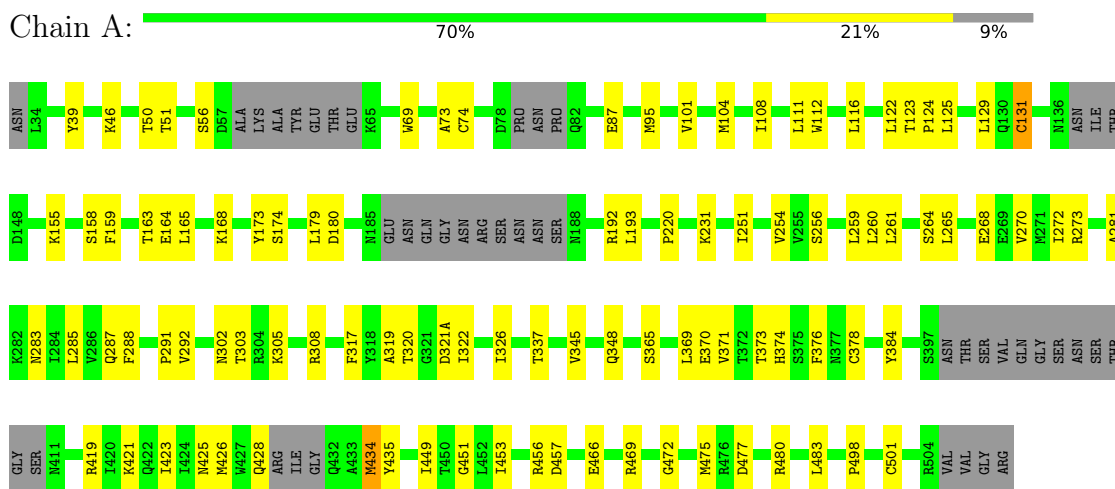 Chain A:
70% 21% 9%
ASN L34 Y39 K46 T50 T51 S56 D57 ALA LYS ALA TYR GLU THR GLU K65 W69 A73 C74 D78 PRO ASN PRO Q82 E87 M95 V101 M104 I108 L111 W112 L116 L122 T123 P124 L125 L129 Q130 C131 N136 ASN ILE THR
D148 K155 S158 F159 T163 E164 L165 K168 Y173 S174 L179 D180 N185 GLU ASN GLN GLY ASN ARG SER ASN ASN SER N188 R192 L193 P220 K231 I251 V254 V255 S256 L259 L260 L261 S264 L265 E268 E269 V270 M271 I272 R273 A281
K282 N283 I284 L285 V286 Q287 F288 P291 V292 N302 T303 R304 K305 R308 F317 Y318 A319 T320 G321 D321A I322 I326 T337 V345 Q348 S365 L369 E370 V371 T372 T373 H374 S375 F376 N377 C378 Y384 S397 ASN THR SER VAL GLN GLY SER ASN SER THR
GLY SER N411 R419 I420 K421 Q422 I423 I424 N425 M426 W427 Q428 ARG ILE GLY Q432 A433 M434 Y435 I449 T450 G451 L452 I453 R456 D457 E466 R469 G472 M475 R476 D477 R480 L483 P498 C501 R504 VAL VAL GLY ARG